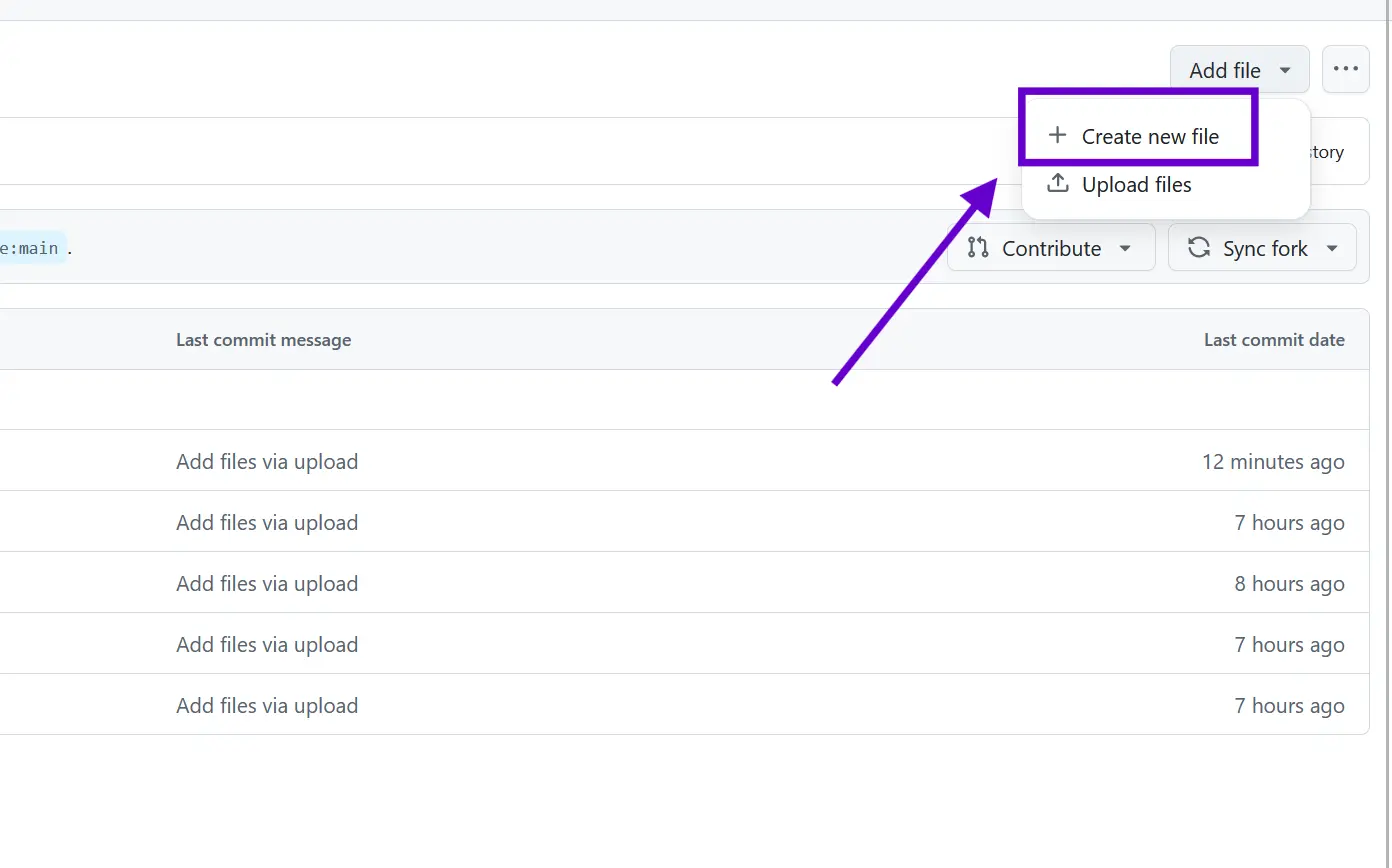 Add file
Create new file
Upload files
story
e:main .
Contribute
Sync fork
Last commit message Last commit date
Add files via upload 12 minutes ago
Add files via upload 7 hours ago
Add files via upload 8 hours ago
Add files via upload 7 hours ago
Add files via upload 7 hours ago